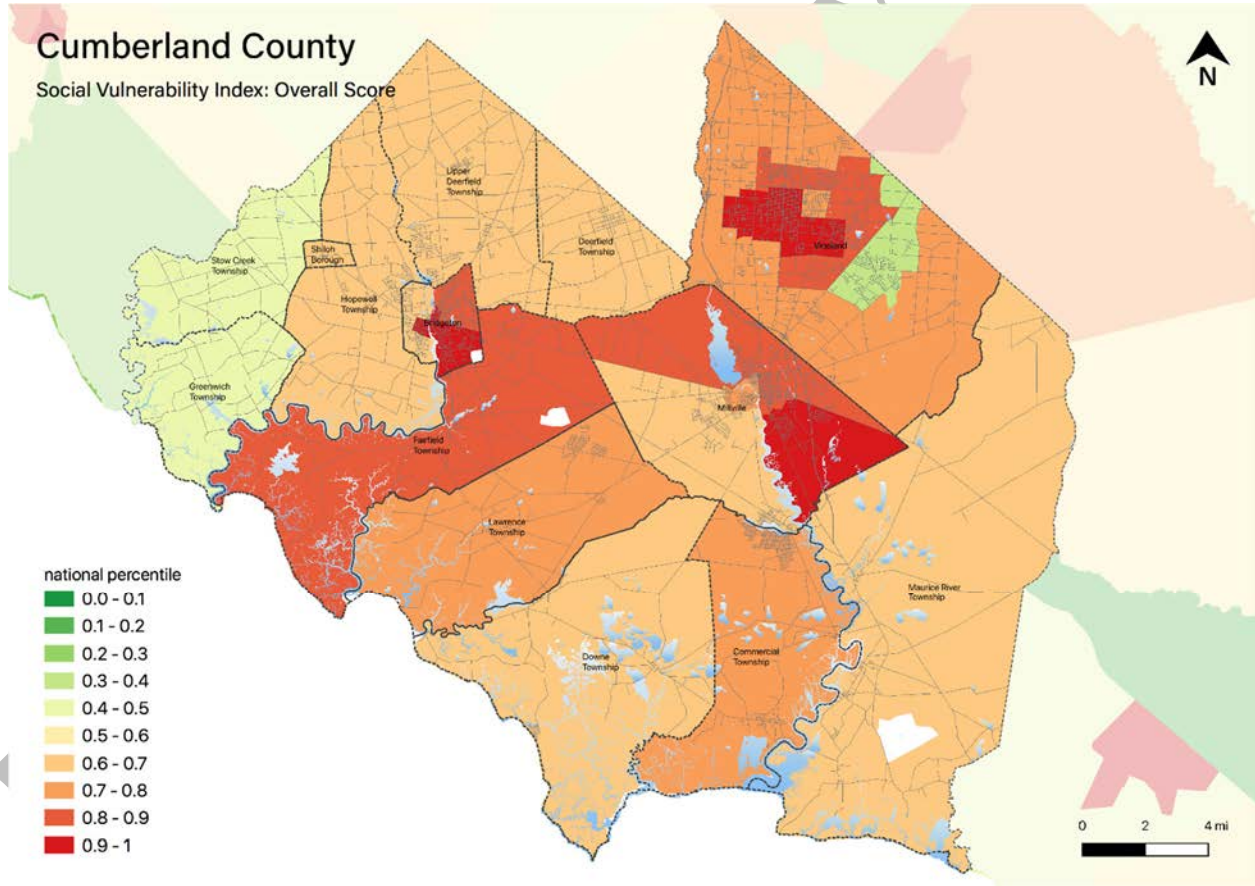 Cumberland County
Social Vulnerability Index: Overall Score
N
Upper
Deerfield
Township
Deerfield
Township
Vineland
Shiloh
Borough
Stow Creek
Township
Hopewell
Township
Bridgeton
Greenwich
Township
Millville
Fairfield
Township
Lawrence
Township
Maurice River
Township
Downe
Township
Commercial
Township
national percentile
0.0 - 0.1
0.1 - 0.2
0.2 - 0.3
0.3 - 0.4
0.4 - 0.5
0.5 - 0.6
0.6 - 0.7
0.7 - 0.8
0.8 - 0.9
0.9 - 1
0 2 4 mi